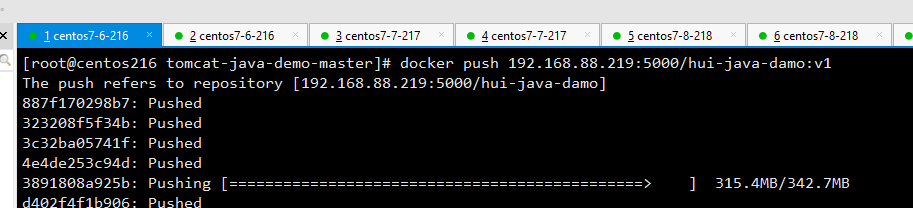 1 centos7-6-216 × 2 centos7-6-216 × 3 centos7-7-217 × 4 centos7-7-217 × 5 centos7-8-218 × 6 centos7-8-218 ×
[root@centos216 tomcat-java-demo-master]# docker push 192.168.88.219:5000/hui-java-damo:v1
The push refers to repository [192.168.88.219:5000/hui-java-damo]
887f170298b7: Pushed
323208f5f34b: Pushed
3c32ba05741f: Pushed
4e4de253c94d: Pushed
3891808a925b: Pushing [==============================================>    ]  315.4MB/342.7MB
d402f4f1b906: Pushed